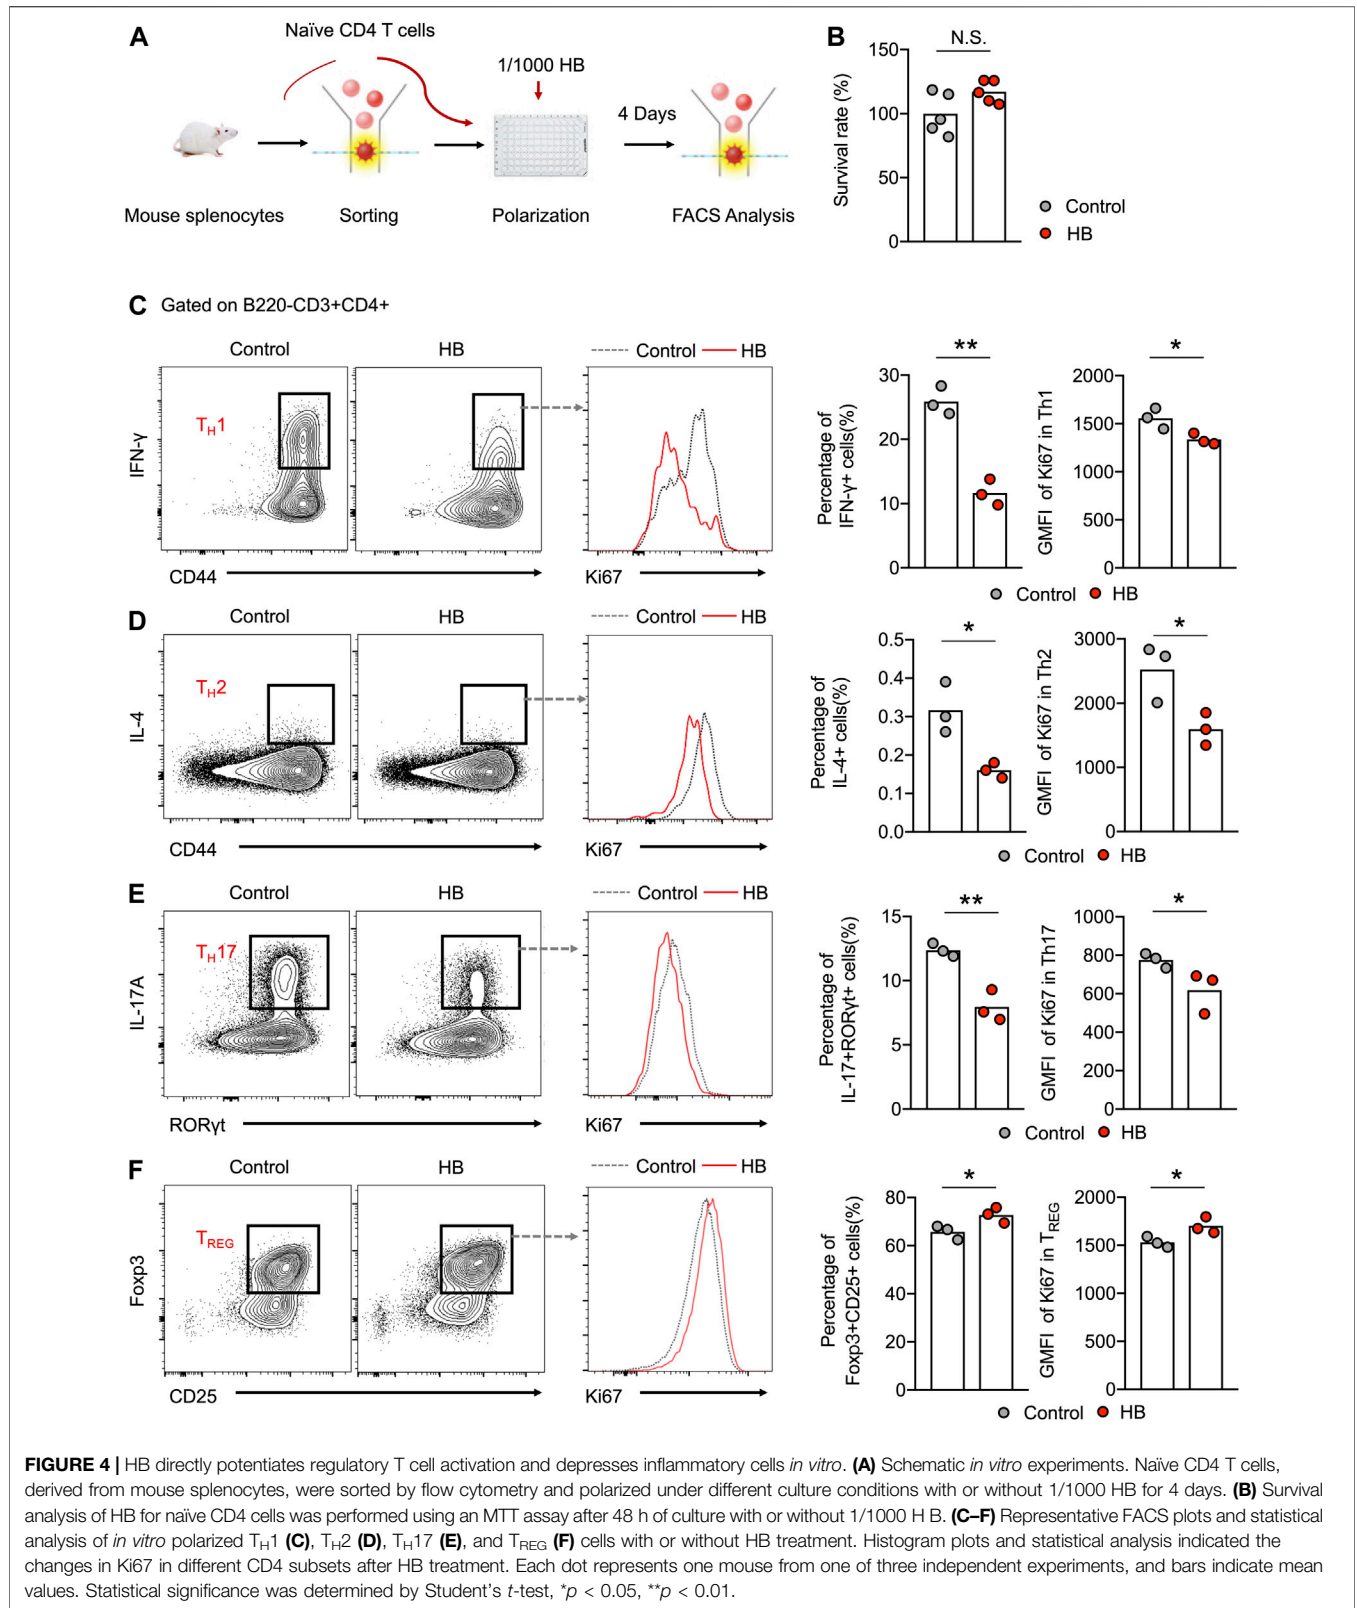 A
Naïve CD4 T cells
1/1000 HB
4 Days
Mouse splenocytes
Sorting
Polarization
FACS Analysis
B
N.S.
Survival rate (%)
150
100
50
0
Control
HB
C Gated on B220-CD3+CD4+
Control
HB
Control HB
TH1
IFN-γ
CD44
Ki67
**
Percentage of
IFN-γ+ cells(%)
30
20
10
0
*
GMFI of Ki67 in Th1
2000
1500
1000
500
0
Control HB
D
Control
HB
Control HB
TH2
IL-4
CD44
Ki67
*
Percentage of
IL-4+ cells(%)
0.5
0.4
0.3
0.2
0.1
0.0
*
GMFI of Ki67 in Th2
3000
2000
1000
0
Control HB
E
Control
HB
Control HB
TH17
IL-17A
RORγt
Ki67
**
Percentage of
IL-17+RORγt+ cells(%)
15
10
5
0
*
GMFI of Ki67 in Th17
1000
800
600
400
200
0
Control HB
F
Control
HB
Control HB
TREG
Foxp3
CD25
Ki67
*
Percentage of
Foxp3+CD25+ cells(%)
80
60
40
20
0
*
GMFI of Ki67 in TREG
2000
1500
1000
500
0
Control HB
FIGURE 4 | HB directly potentiates regulatory T cell activation and depresses inflammatory cells in vitro. (A) Schematic in vitro experiments. Naïve CD4 T cells,
derived from mouse splenocytes, were sorted by flow cytometry and polarized under different culture conditions with or without 1/1000 HB for 4 days. (B) Survival
analysis of HB for naïve CD4 cells was performed using an MTT assay after 48 h of culture with or without 1/1000 H B. (C–F) Representative FACS plots and statistical
analysis of in vitro polarized TH1 (C), TH2 (D), TH17 (E), and TREG (F) cells with or without HB treatment. Histogram plots and statistical analysis indicated the
changes in Ki67 in different CD4 subsets after HB treatment. Each dot represents one mouse from one of three independent experiments, and bars indicate mean
values. Statistical significance was determined by Student's t-test, *p < 0.05, **p < 0.01.